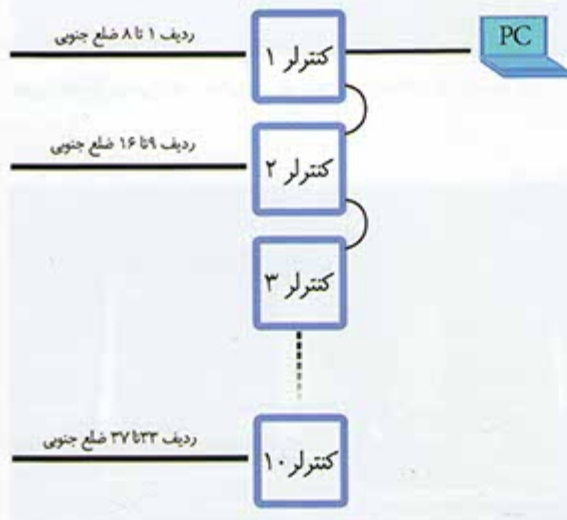 ردیف ۱ تا ۸ ضلع جنوبی
کنترلر ۱
PC
ردیف ۹تا ۱۶ ضلع جنوبی
کنترلر ۲
کنترلر ۳
ردیف ۳۳تا ۳۷ ضلع جنوبی
کنترلر ۱۰